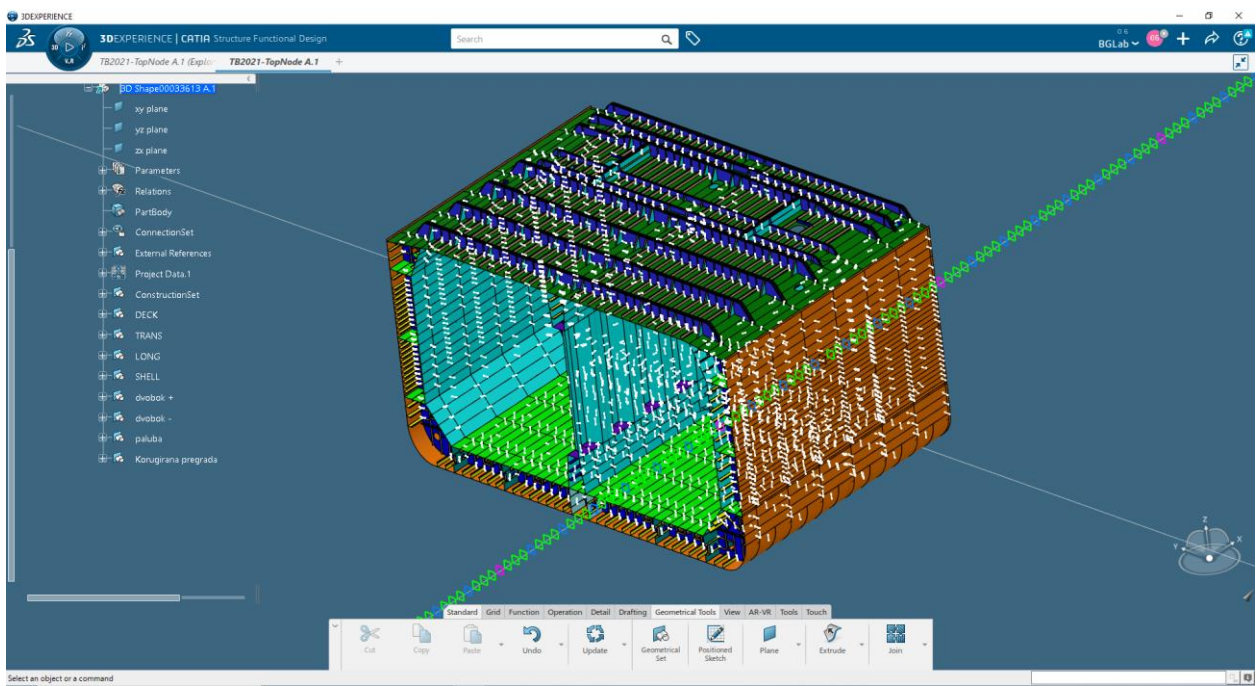 3DEXPERIENCE
3DEXPERIENCE | CATIA Structure Functional Design
Search
BGLab
TB2021-TopNode A.1 (Explo
TB2021-TopNode A.1
3D Shape00033613 A.1
xy plane
yz plane
zx plane
Parameters
Relations
PartBody
ConnectionSet
External References
Project Data.1
ConstructionSet
DECK
TRANS
LONG
SHELL
dvobok +
dvobok -
paluba
Korugirana pregrada
Z
Y
X
Standard Grid Function Operation Detail Drafting Geometrical Tools View AR-VR Tools Touch
Cut Copy Paste Undo Update Geometrical Set Positioned Sketch Plane Extrude Join
Select an object or a command